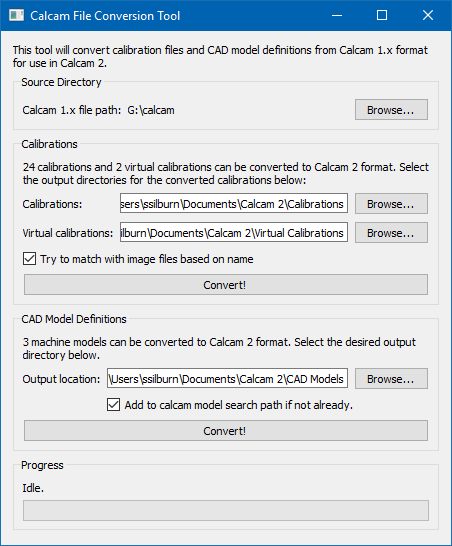 Calcam File Conversion Tool
This tool will convert calibration files and CAD model definitions from Calcam 1.x format
for use in Calcam 2.
Source Directory
Calcam 1.x file path: G:\calcam
Browse...
Calibrations
24 calibrations and 2 virtual calibrations can be converted to Calcam 2 format. Select
the output directories for the converted calibrations below:
Calibrations: sers\ssilburn\Documents\Calcam 2\Calibrations Browse...
Virtual calibrations: ilburn\Documents\Calcam 2\Virtual Calibrations Browse...
Try to match with image files based on name
Convert!
CAD Model Definitions
3 machine models can be converted to Calcam 2 format. Select the desired output
directory below.
Output location: \Users\ssilburn\Documents\Calcam 2\CAD Models Browse...
Add to calcam model search path if not already.
Convert!
Progress
Idle.